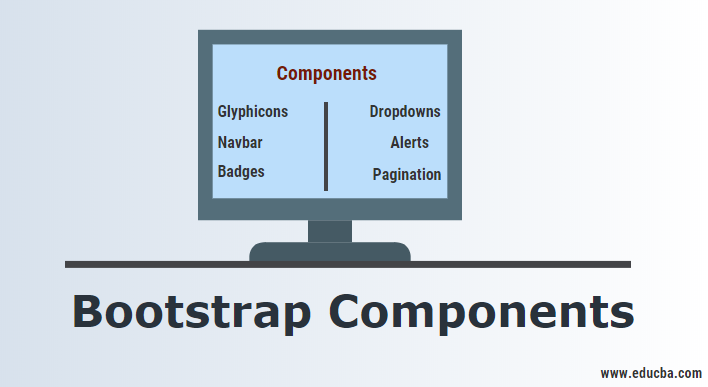 Components
Glyphicons
Navbar
Badges
Dropdowns
Alerts
Pagination
Bootstrap Components
www.educba.com